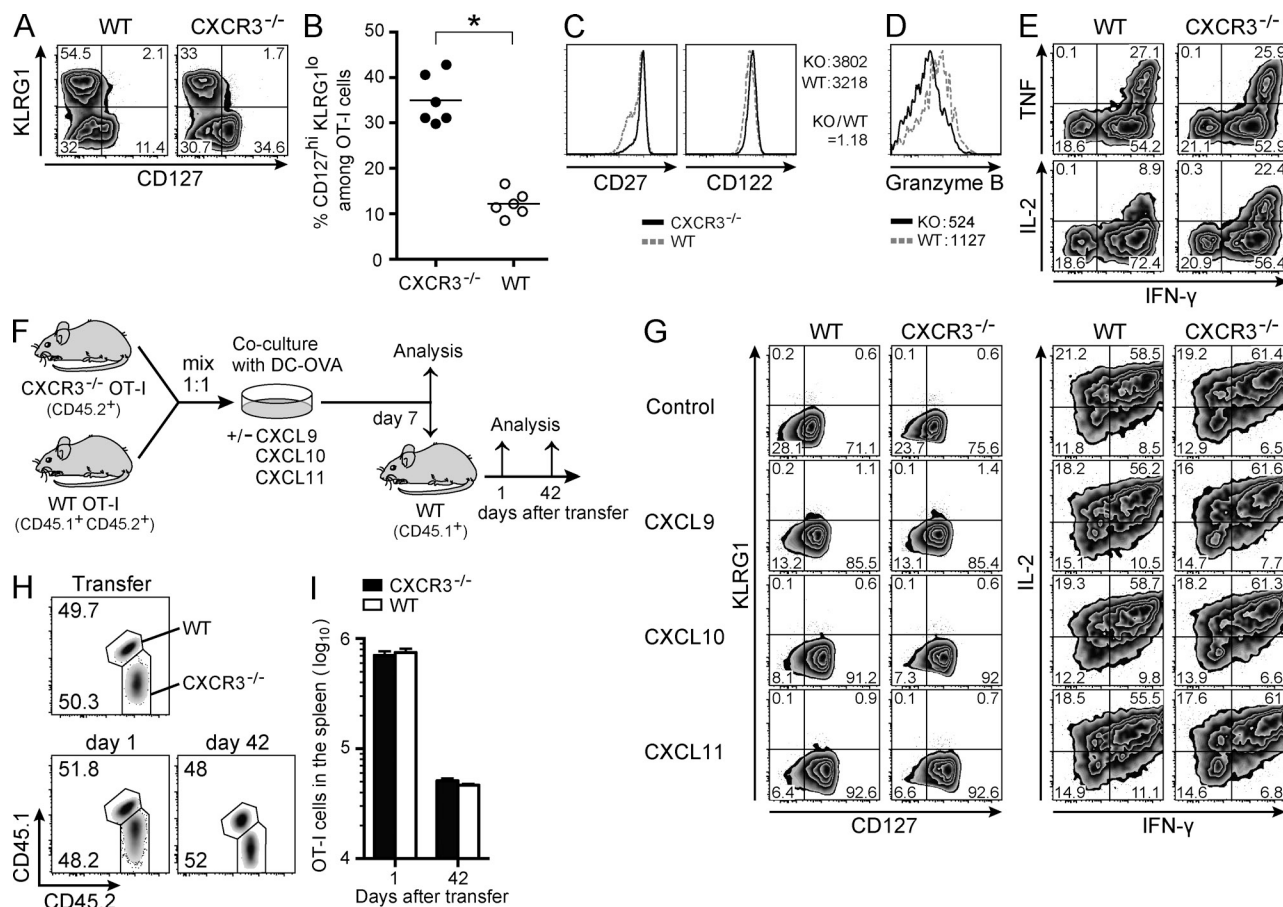 A
WT
CXCR3⁻/⁻
54.5 2.1
33 1.7
32 11.4
30.7 34.6
KLRG1
CD127
B
50
40
30
20
10
0
*
% CD127ʰⁱ KLRG1ˡᵒ
among OT-I cells
CXCR3⁻/⁻
WT
C
CD27
CD122
KO:3802
WT:3218
KO/WT
=1.18
CXCR3⁻/⁻
WT
D
Granzyme B
KO:524
WT:1127
E
WT
CXCR3⁻/⁻
TNF
0.1 27.1
0.1 25.9
18.6 54.2
21.1 52.9
IL-2
0.1 8.9
0.3 22.4
18.6 72.4
20.9 56.4
IFN-γ
F
CXCR3⁻/⁻ OT-I
(CD45.2⁺)
WT OT-I
(CD45.1⁺ CD45.2⁺)
mix
1:1
Co-culture
with DC-OVA
+/− CXCL9
CXCL10
CXCL11
Analysis
day 7
WT
(CD45.1⁺)
Analysis
1 42
days after transfer
G
WT
CXCR3⁻/⁻
WT
CXCR3⁻/⁻
Control
0.2 0.6
0.1 0.6
21.2 58.5
19.2 61.4
28.1 71.1
23.7 75.6
11.8 8.5
12.9 6.5
CXCL9
0.2 1.1
0.1 1.4
18.2 56.2
16 61.6
13.2 85.5
13.1 85.4
15.1 10.5
14.7 7.7
CXCL10
0.1 0.6
0.1 0.6
19.3 58.7
18.2 61.3
8.1 91.2
7.3 92
12.2 9.8
13.9 6.6
CXCL11
0.1 0.9
0.1 0.7
18.5 55.5
17.6 61
6.4 92.6
6.6 92.6
14.9 11.1
14.6 6.8
KLRG1
CD127
IL-2
IFN-γ
H
Transfer
49.7
WT
CXCR3⁻/⁻
50.3
day 1
day 42
51.8
48
48.2
52
CD45.1
CD45.2
I
CXCR3⁻/⁻
WT
OT-I cells in the spleen (log₁₀)
6
5
4
1 42
Days after transfer